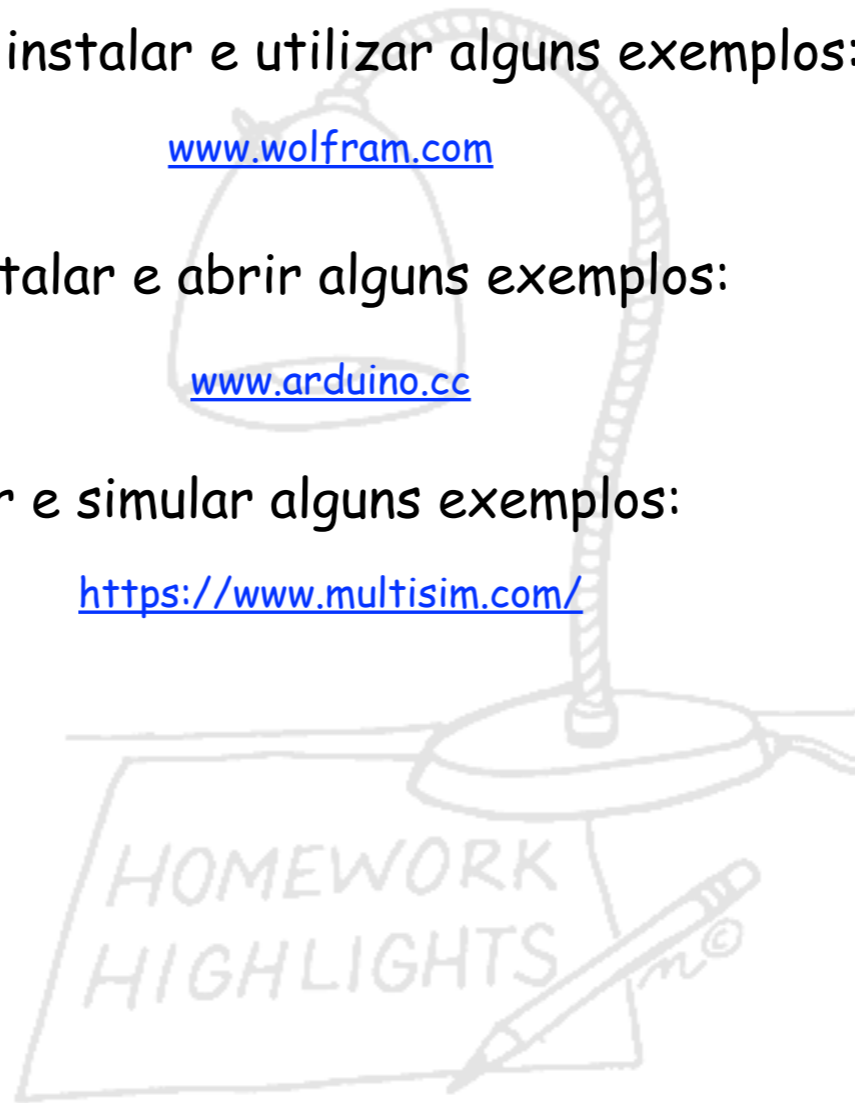 instalar e utilizar alguns exemplos:
www.wolfram.com
talar e abrir alguns exemplos:
www.arduino.cc
r e simular alguns exemplos:
https://www.multisim.com/
HOMEWORK
HIGHLIGHTS
m©